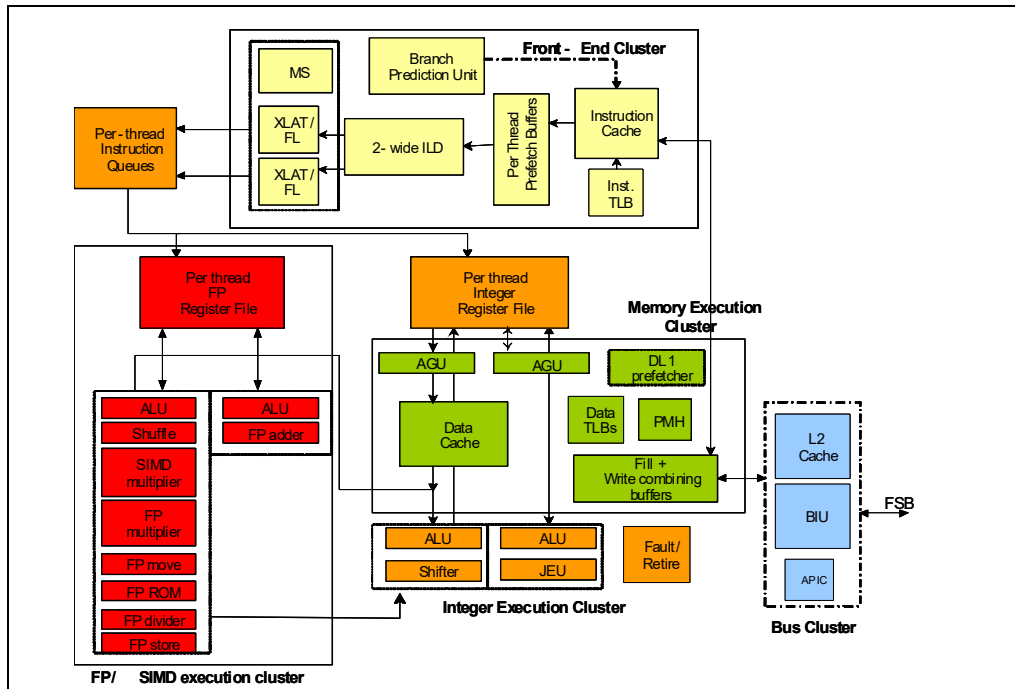 Front - End Cluster
MS
Branch
Prediction Unit
XLAT /
FL
XLAT /
FL
2- wide ILD
Per Thread
Prefetch Buffers
Instruction
Cache
Inst.
TLB
Per - thread
Instruction
Queues
Per thread
FP
Register File
Per thread
Integer
Register File
Memory Execution
Cluster
AGU
AGU
DL 1
prefetcher
Data
Cache
Data
TLBs
PMH
Fill +
Write combining
buffers
ALU
Shuffle
SIMD
multiplier
FP
multiplier
FP move
FP ROM
FP divider
FP store
ALU
FP adder
ALU
Shifter
ALU
JEU
Fault /
Retire
Integer Execution Cluster
L2
Cache
BIU
APIC
FSB
Bus Cluster
FP/ SIMD execution cluster